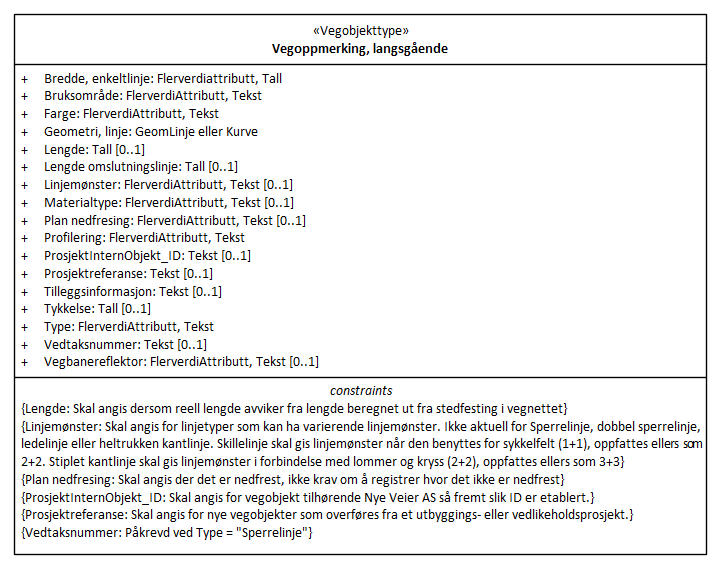 «Vegobjekttype»
Vegoppmerking, langsgående
+ Bredde, enkeltlinje: Flerverdiattributt, Tall
+ Bruksområde: FlerverdiAttributt, Tekst
+ Farge: FlerverdiAttributt, Tekst
+ Geometri, linje: GeomLinje eller Kurve
+ Lengde: Tall [0..1]
+ Lengde omslutningslinje: Tall [0..1]
+ Linjemønster: FlerverdiAttributt, Tekst [0..1]
+ Materialtype: FlerverdiAttributt, Tekst [0..1]
+ Plan nedfresing: FlerverdiAttributt, Tekst [0..1]
+ Profilering: FlerverdiAttributt, Tekst
+ ProsjektInternObjekt_ID: Tekst [0..1]
+ Prosjektreferanse: Tekst [0..1]
+ Tilleggsinformasjon: Tekst [0..1]
+ Tykkelse: Tall [0..1]
+ Type: FlerverdiAttributt, Tekst
+ Vedtaksnummer: Tekst [0..1]
+ Vegbanereflektor: FlerverdiAttributt, Tekst [0..1]
constraints
{Lengde: Skal angis dersom reell lengde avviker fra lengde beregnet ut fra stedfesting i vegnettet}
{Linjemønster: Skal angis for linjetyper som kan ha varierende linjemønster. Ikke aktuell for Sperrelinje, dobbel sperrelinje,
ledelinje eller heltrukken kantlinje. Skillelinje skal gis linjemønster når den benyttes for sykkelfelt (1+1), oppfattes ellers som
2+2. Stiplet kantlinje skal gis linjemønster i forbindelse med lommer og kryss (2+2), oppfattes ellers som 3+3}
{Plan nedfresing: Skal angis der det er nedfrest, ikke krav om å registrer hvor det ikke er nedfrest}
{ProsjektInternObjekt_ID: Skal angis for vegobjekt tilhørende Nye Veier AS så fremt slik ID er etablert.}
{Prosjektreferanse: Skal angis for nye vegobjekter som overføres fra et utbyggings- eller vedlikeholdsprosjekt.}
{Vedtaksnummer: Påkrevd ved Type = "Sperrelinje"}